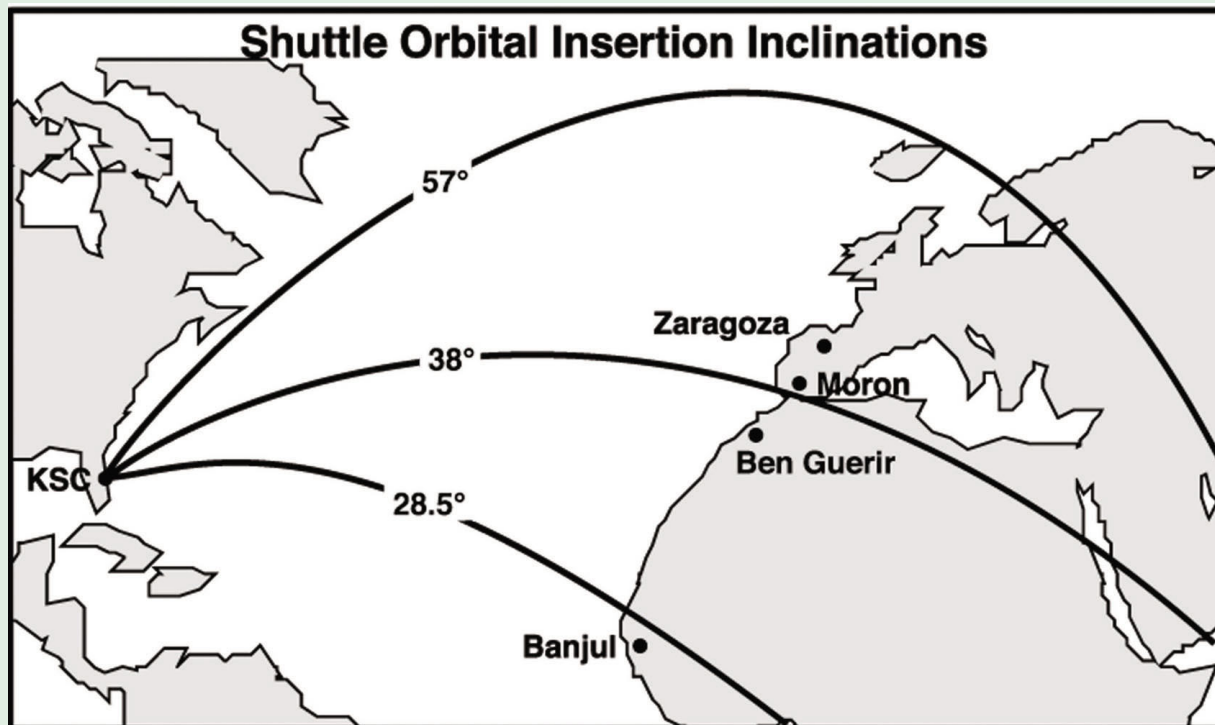 Shuttle Orbital Insertion Inclinations
57°
Zaragoza
38°
Moron
Ben Guerir
KSC
28.5°
Banjul